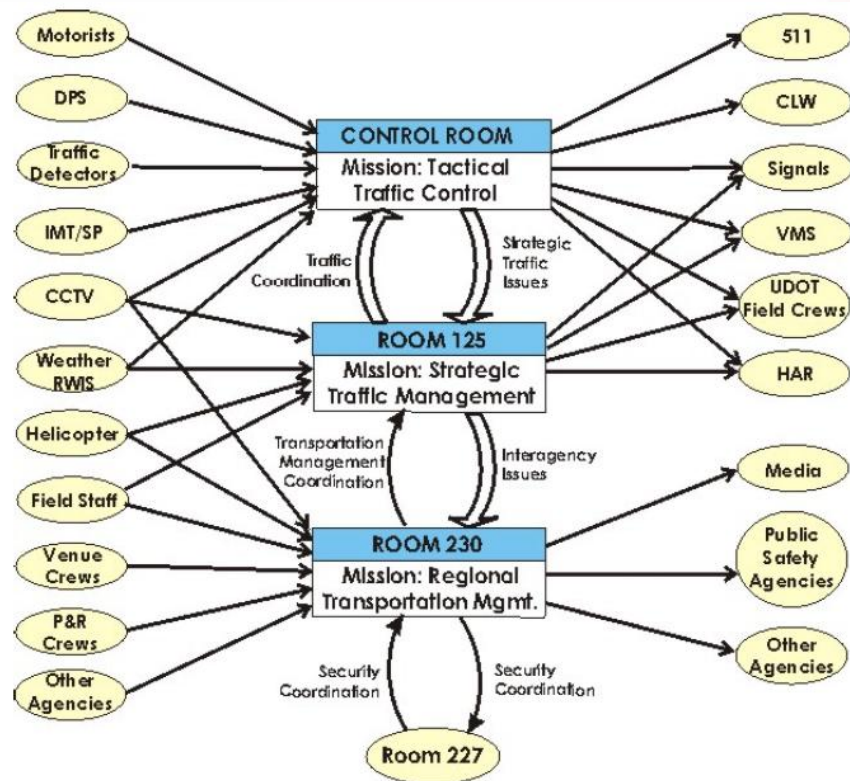 Motorists
DPS
Traffic
Detectors
IMT/SP
CCTV
Weather
RWIS
Helicopter
Field Staff
Venue
Crews
P&R
Crews
Other
Agencies
CONTROL ROOM
Mission: Tactical
Traffic Control
Traffic
Coordination
Strategic
Traffic
Issues
ROOM 125
Mission: Strategic
Traffic Management
Transportation
Management
Coordination
Interagency
Issues
ROOM 230
Mission: Regional
Transportation Mgmt.
Security
Coordination
Security
Coordination
Room 227
511
CLW
Signals
VMS
UDOT
Field Crews
HAR
Media
Public
Safety
Agencies
Other
Agencies